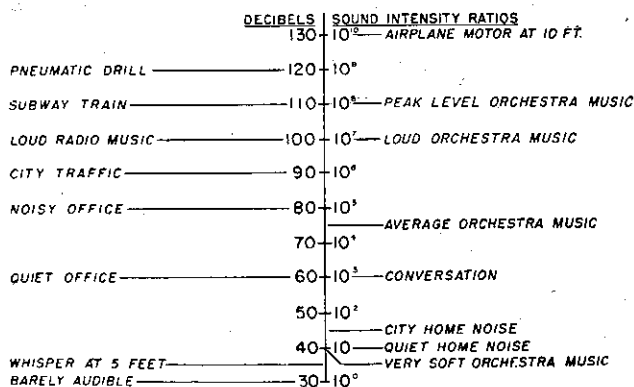 DECIBELS SOUND INTENSITY RATIOS
130 10¹⁰ AIRPLANE MOTOR AT 10 FT.
PNEUMATIC DRILL 120 10⁹
SUBWAY TRAIN 110 10⁸ PEAK LEVEL ORCHESTRA MUSIC
LOUD RADIO MUSIC 100 10⁷ LOUD ORCHESTRA MUSIC
CITY TRAFFIC 90 10⁶
NOISY OFFICE 80 10⁵
AVERAGE ORCHESTRA MUSIC
70 10⁴
QUIET OFFICE 60 10³ CONVERSATION
50 10²
CITY HOME NOISE
40 10 QUIET HOME NOISE
WHISPER AT 5 FEET VERY SOFT ORCHESTRA MUSIC
BARELY AUDIBLE 30 10⁰